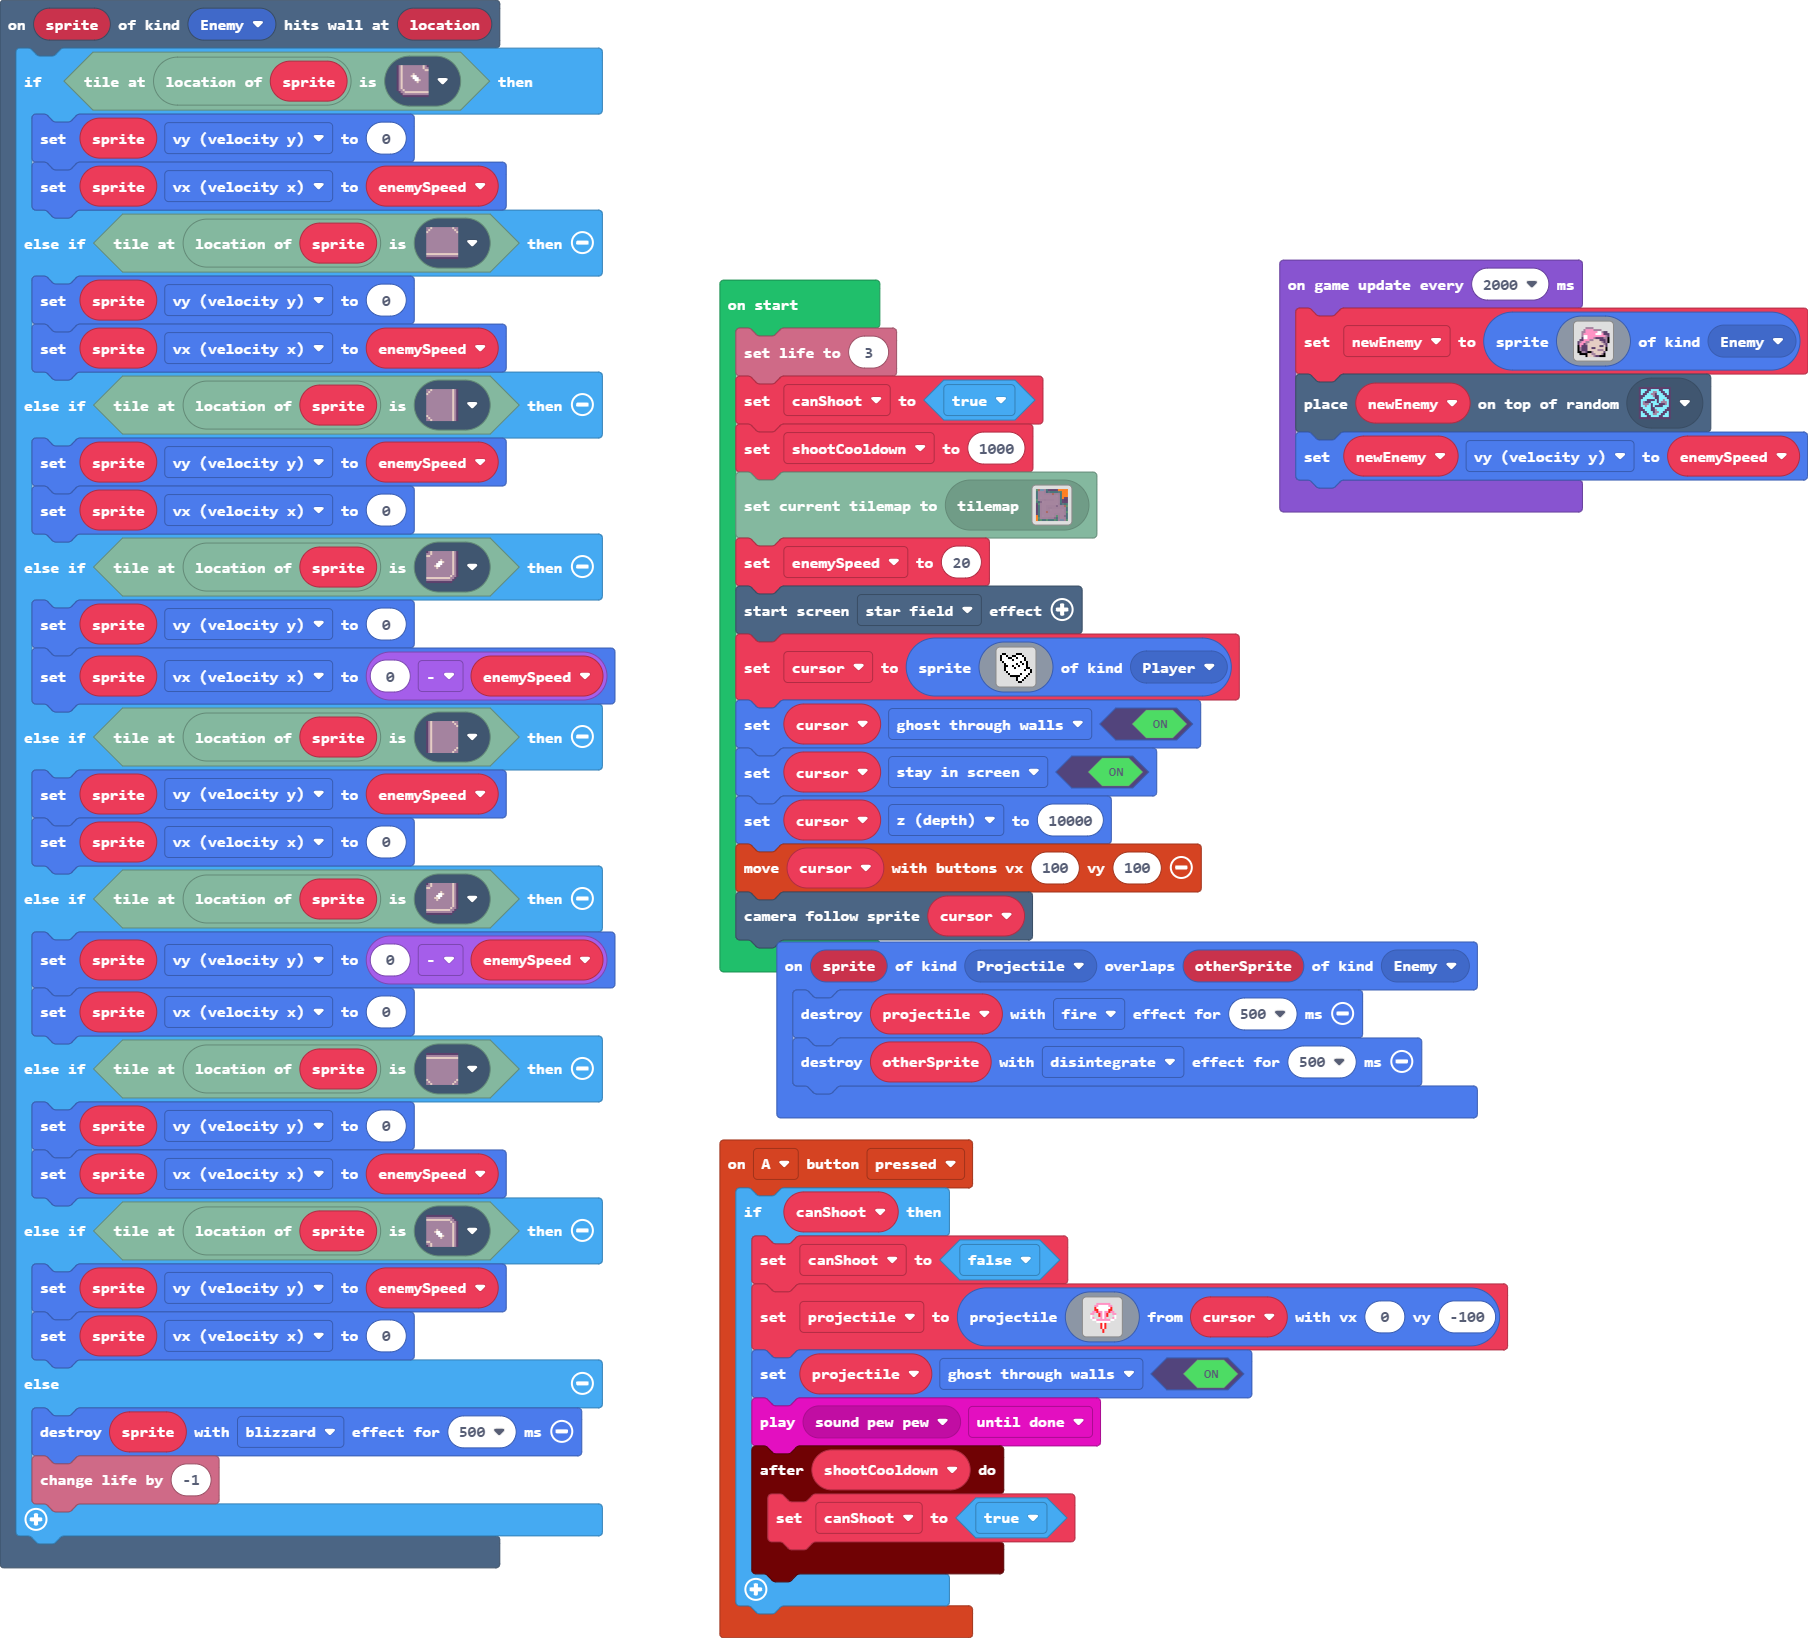 on sprite of kind Enemy hits wall at location
if tile at location of sprite is then
set sprite vy (velocity y) to 0
set sprite vx (velocity x) to enemySpeed
else if tile at location of sprite is then
set sprite vy (velocity y) to 0
set sprite vx (velocity x) to enemySpeed
else if tile at location of sprite is then
set sprite vy (velocity y) to enemySpeed
set sprite vx (velocity x) to 0
else if tile at location of sprite is then
set sprite vy (velocity y) to 0
set sprite vx (velocity x) to 0 - enemySpeed
else if tile at location of sprite is then
set sprite vy (velocity y) to enemySpeed
set sprite vx (velocity x) to 0
else if tile at location of sprite is then
set sprite vy (velocity y) to 0 - enemySpeed
set sprite vx (velocity x) to 0
else if tile at location of sprite is then
set sprite vy (velocity y) to 0
set sprite vx (velocity x) to enemySpeed
else if tile at location of sprite is then
set sprite vy (velocity y) to enemySpeed
set sprite vx (velocity x) to 0
else
destroy sprite with blizzard effect for 500 ms
change life by -1
on start
set life to 3
set canShoot to true
set shootCooldown to 1000
set current tilemap to tilemap
set enemySpeed to 20
start screen star field effect
set cursor to sprite of kind Player
set cursor ghost through walls ON
set cursor stay in screen ON
set cursor z (depth) to 10000
move cursor with buttons vx 100 vy 100
camera follow sprite cursor
on sprite of kind Projectile overlaps otherSprite of kind Enemy
destroy projectile with fire effect for 500 ms
destroy otherSprite with disintegrate effect for 500 ms
on A button pressed
if canShoot then
set canShoot to false
set projectile to projectile from cursor with vx 0 vy -100
set projectile ghost through walls ON
play sound pew pew until done
after shootCooldown do
set canShoot to true
on game update every 2000 ms
set newEnemy to sprite of kind Enemy
place newEnemy on top of random
set newEnemy vy (velocity y) to enemySpeed